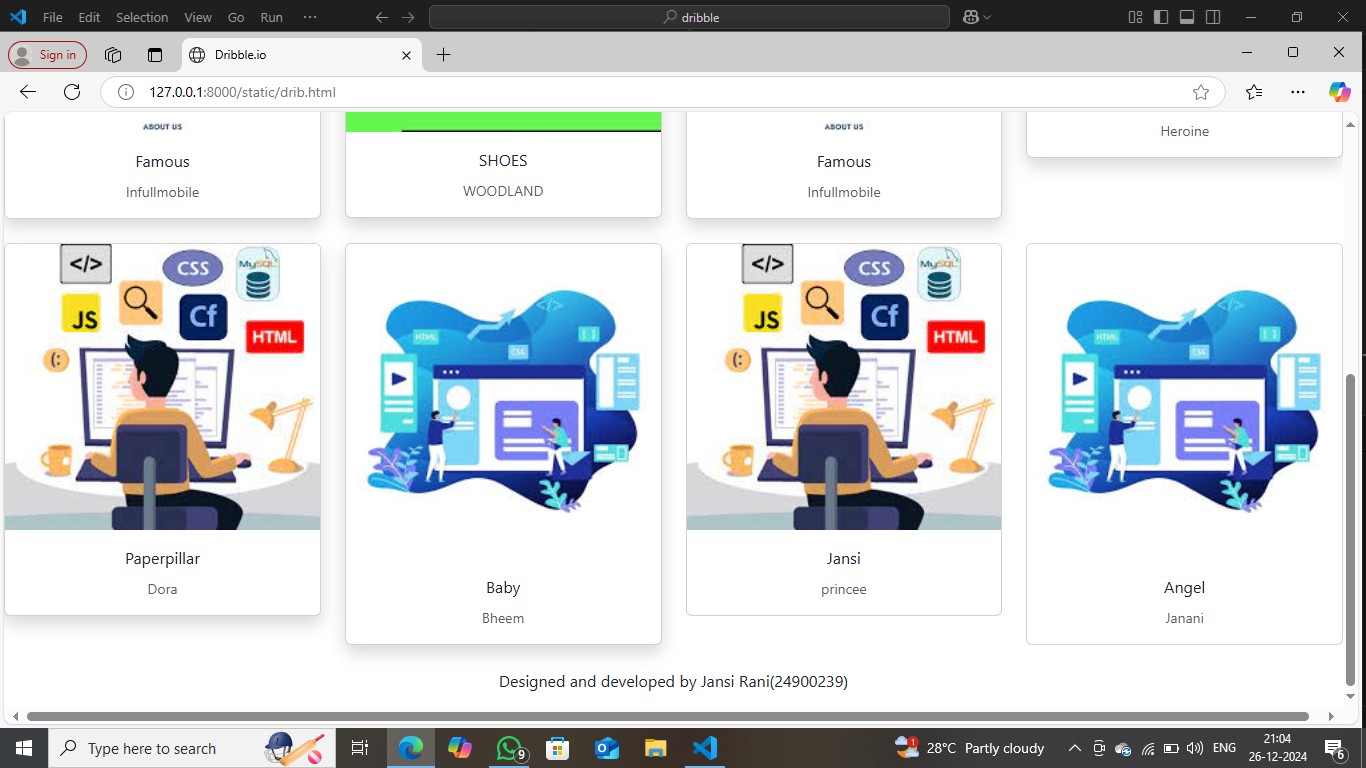 File Edit Selection View Go Run ···
dribble
Sign in
Dribble.io
127.0.0.1:8000/static/drib.html
ABOUT US
Famous
Infullmobile
SHOES
WOODLAND
ABOUT US
Famous
Infullmobile
Heroine
</>
CSS
MySQL
JS
Cf
HTML
(:
Paperpillar
Dora
HTML
CSS
</>
{ }
Baby
Bheem
</>
CSS
MySQL
JS
Cf
HTML
(:
Jansi
princee
HTML
CSS
</>
{ }
Angel
Janani
Designed and developed by Jansi Rani(24900239)
Type here to search
9
1
28°C Partly cloudy
ENG
21:04
26-12-2024
6